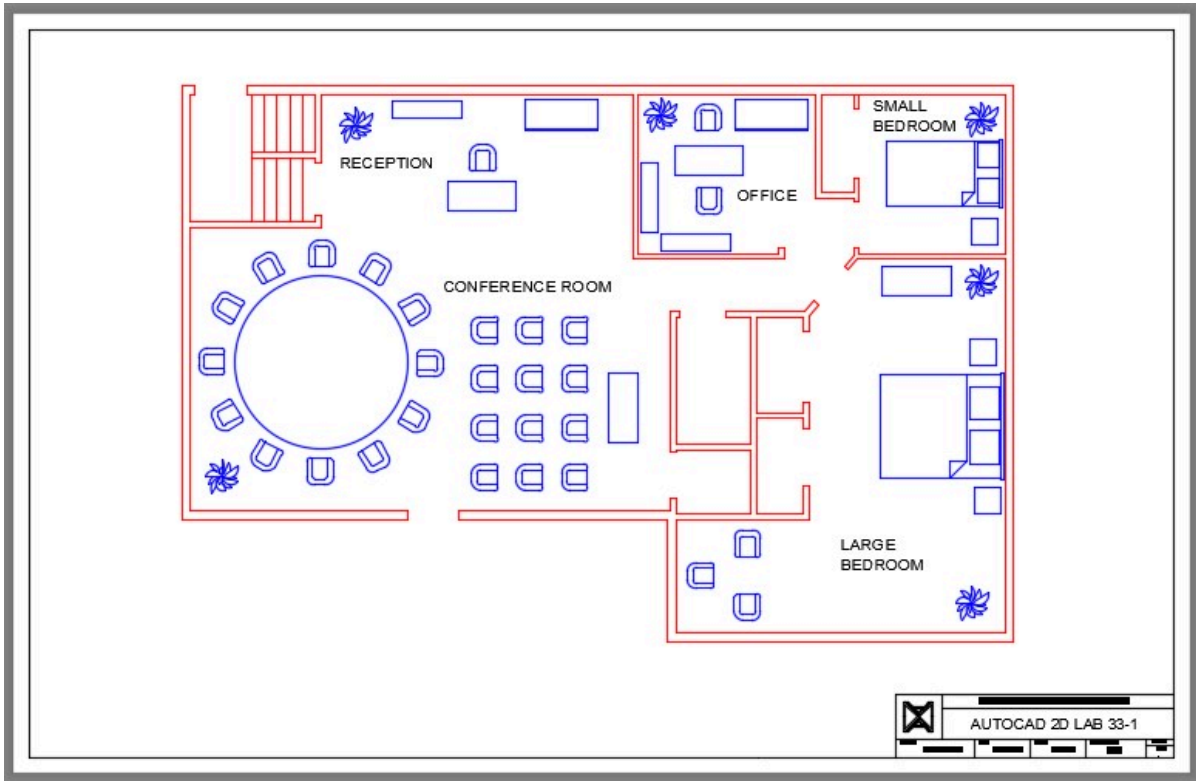 SMALL
BEDROOM
RECEPTION
OFFICE
CONFERENCE ROOM
LARGE
BEDROOM
AUTOCAD 2D LAB 33-1